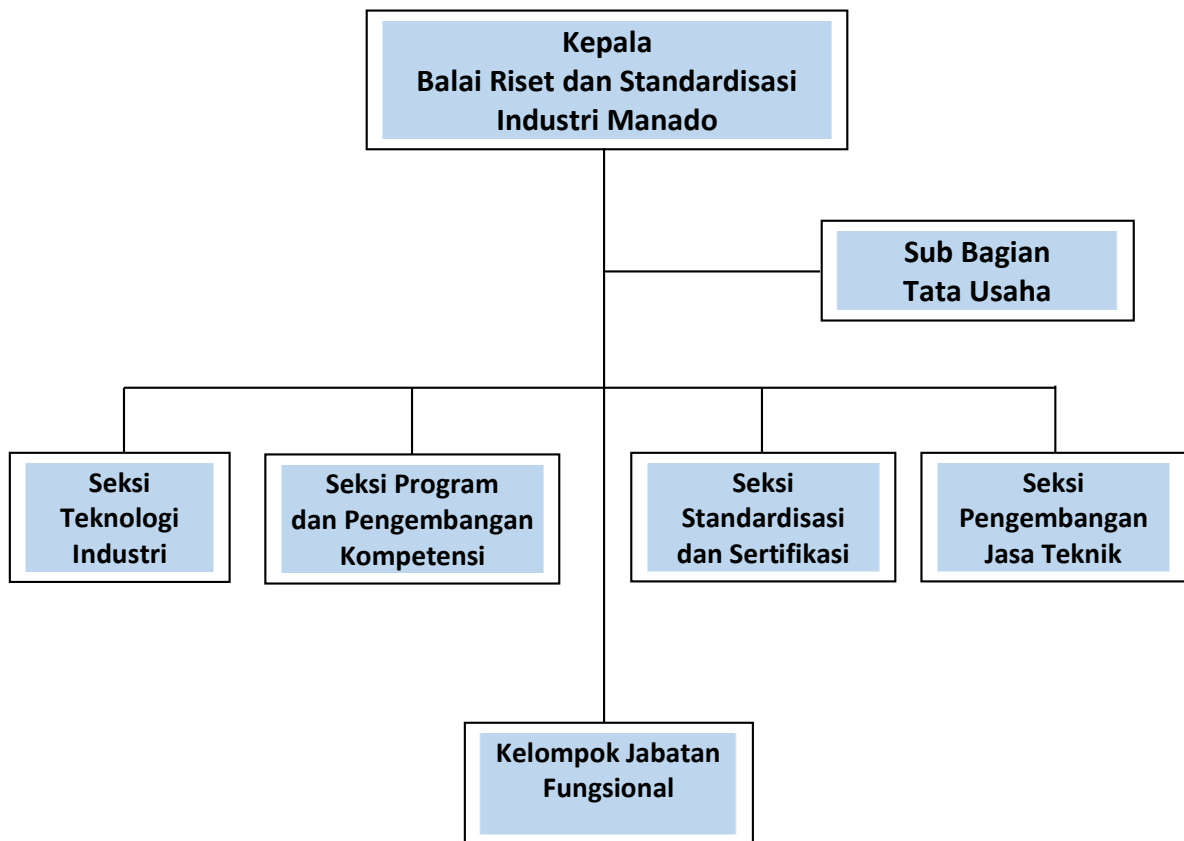 Kepala
Balai Riset dan Standardisasi
Industri Manado
Sub Bagian
Tata Usaha
Seksi
Teknologi
Industri
Seksi Program
dan Pengembangan
Kompetensi
Seksi
Standardisasi
dan Sertifikasi
Seksi
Pengembangan
Jasa Teknik
Kelompok Jabatan
Fungsional